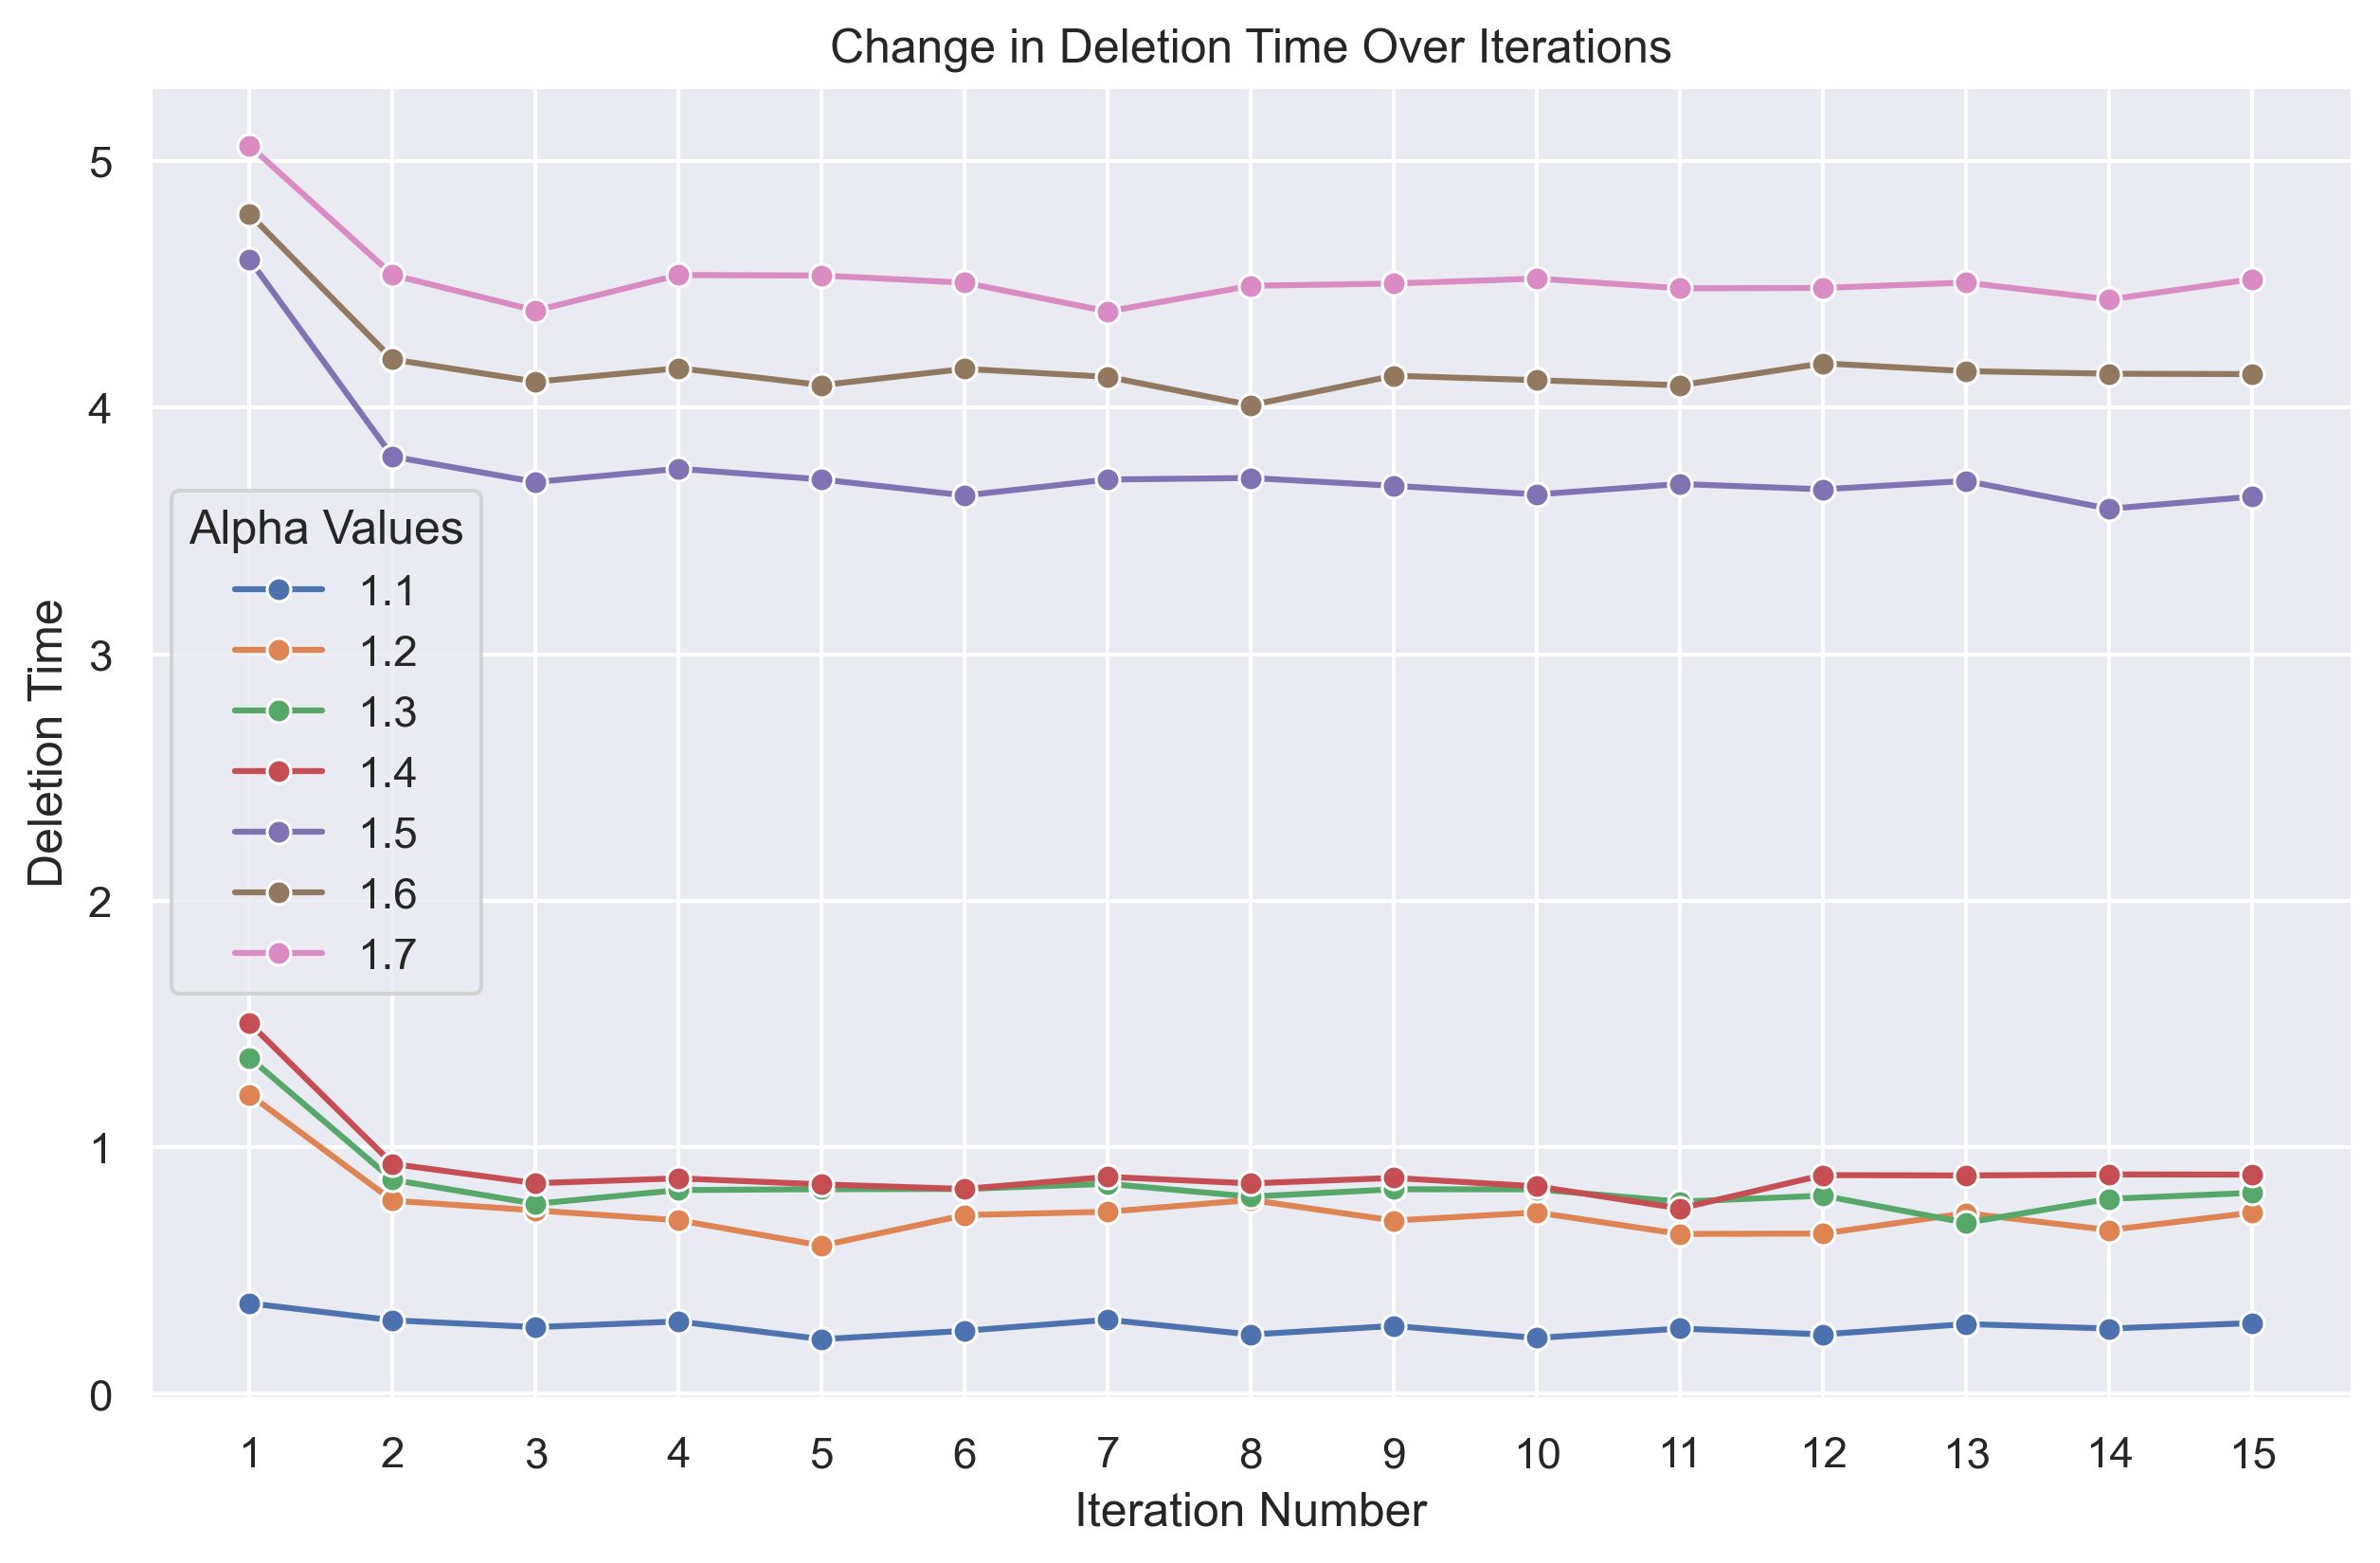 Change in Deletion Time Over Iterations
Deletion Time
5
4
3
2
1
0
Alpha Values
1.1
1.2
1.3
1.4
1.5
1.6
1.7
1 2 3 4 5 6 7 8 9 10 11 12 13 14 15
Iteration Number